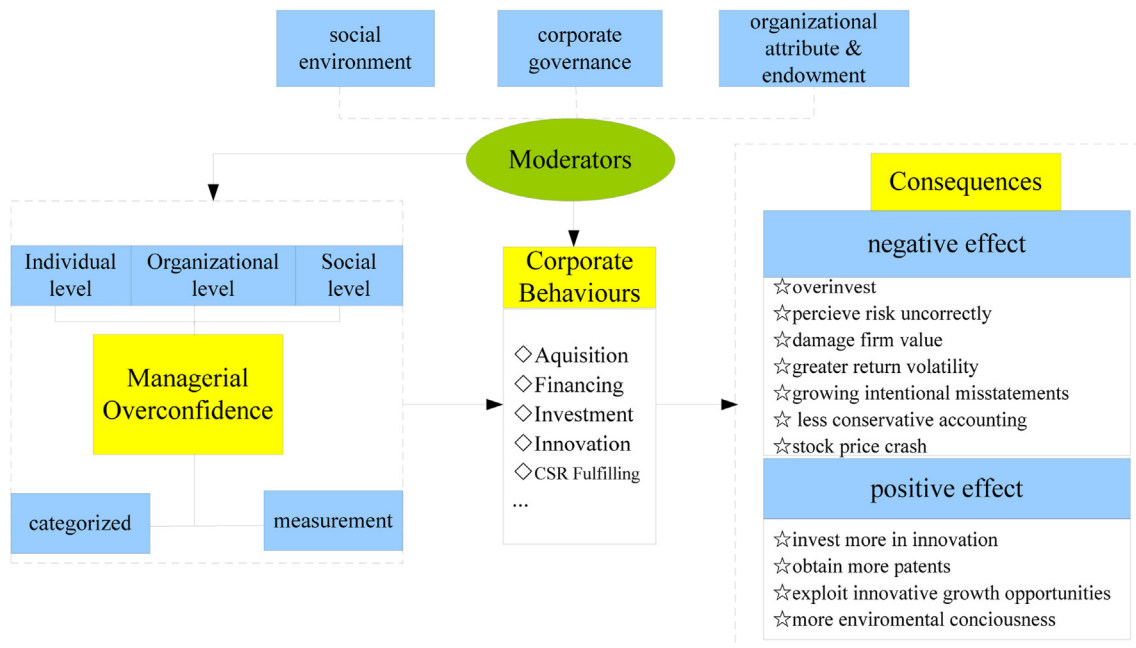 social
environment
corporate
governance
organizational
attribute &
endowment
Moderators
Individual
level
Organizational
level
Social
level
Managerial
Overconfidence
categorized
measurement
Corporate
Behaviours
◇Aquisition
◇Financing
◇Investment
◇Innovation
◇CSR Fulfilling
...
Consequences
negative effect
☆overinvest
☆percieve risk uncorrectly
☆damage firm value
☆greater return volatility
☆growing intentional misstatements
☆ less conservative accounting
☆stock price crash
positive effect
☆invest more in innovation
☆obtain more patents
☆exploit innovative growth opportunities
☆more enviromental conciousness